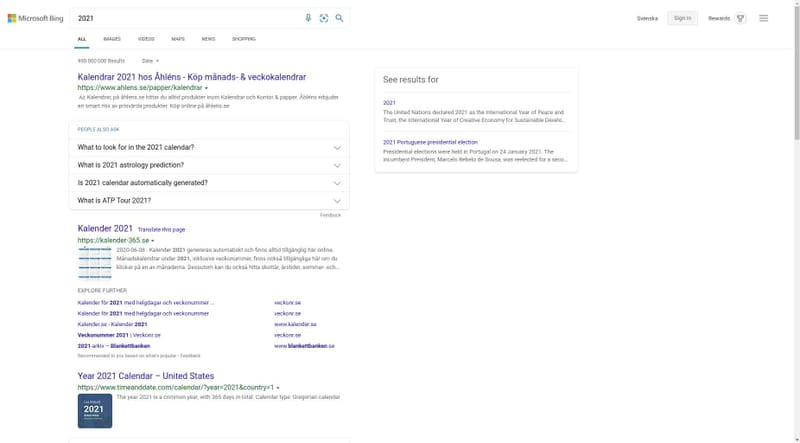 Microsoft Bing
2021
Svenska
Sign in
Rewards
ALL
IMAGES
VIDEOS
MAPS
NEWS
SHOPPING
490 000 000 Results
Date
Kalendrar 2021 hos Åhléns - Köp månads- & veckokalendrar
https://www.ahlens.se/papper/kalendrar
Ad Kalendrar, på åhlens.se hittar du alltid produkter inom Kalendrar och Kontor & papper. Åhléns erbjuder
en smart mix av prisvärda produkter. Köp online på åhlens.se
PEOPLE ALSO ASK
What to look for in the 2021 calendar?
What is 2021 astrology prediction?
Is 2021 calendar automatically generated?
What is ATP Tour 2021?
Feedback
Kalender 2021
Translate this page
https://kalender-365.se
2020-06-08 · Kalender 2021 genereras automatiskt och finns alltid tillgänglig här online.
Månadskalendrar under 2021, inklusive veckonummer, finns också tillgängliga här om du
klickar på en av månaderna. Dessutom kan du också hitta skottår, årstider, sommar- och...
EXPLORE FURTHER
Kalender för 2021 med helgdagar och veckonummer ...
veckonr.se
Kalender för 2021 med helgdagar och veckonummer
veckonr.se
Kalender.se - Kalender 2021
www.kalender.se
Veckonummer 2021 | Veckonr.se
veckonr.se
2021-arkiv – Blankettbanken
www.blankettbanken.se
Recommended to you based on what's popular • Feedback
Year 2021 Calendar – United States
https://www.timeanddate.com/calendar/?year=2021&country=1
2021
The year 2021 is a common year, with 365 days in total. Calendar type: Gregorian calendar
See results for
2021
The United Nations declared 2021 as the International Year of Peace and
Trust, the International Year of Creative Economy for Sustainable Develo...
2021 Portuguese presidential election
Presidential elections were held in Portugal on 24 January 2021. The
incumbent President, Marcelo Rebelo de Sousa, was reelected for a seco...